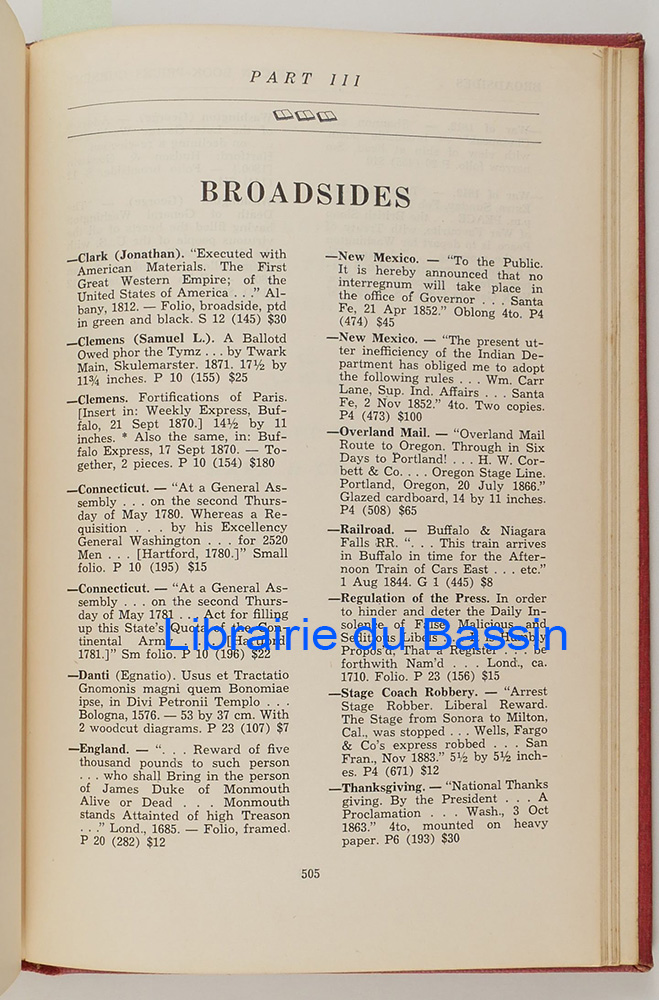 PART III
BROADSIDES
—Clark (Jonathan). “Executed with
American Materials. The First
Great Western Empire; of the
United States of America . . .” Al-
bany, 1812. — Folio, broadside, ptd
in green and black. S 12 (145) $30
—Clemens (Samuel L.). A Ballotd
Owed phor the Tymz . . . by Twark
Main, Skulemarster. 1871. 17½ by
11¾ inches. P 10 (155) $25
—Clemens. Fortifications of Paris.
[Insert in: Weekly Express, Buf-
falo, 21 Sept 1870.] 14½ by 11
inches. * Also the same, in: Buf-
falo Express, 17 Sept 1870. — To-
gether, 2 pieces. P 10 (154) $180
—Connecticut. — “At a General As-
sembly . . . on the second Thurs-
day of May 1780. Whereas a Re-
quisition . . . by his Excellency
General Washington . . . for 2520
Men . . . [Hartford, 1780.]” Small
folio. P 10 (195) $15
—Connecticut. — “At a General As-
sembly . . . on the second Thurs-
day of May 1781 . . . Act for filling
up this State's Quota of the Con-
tinental Army . . . [Hartford
1781.]” Sm folio. P 10 (196) $22
—Danti (Egnatio). Usus et Tractatio
Gnomonis magni quem Bonomiae
ipse, in Divi Petronii Templo . . .
Bologna, 1576. — 53 by 37 cm. With
2 woodcut diagrams. P 23 (107) $7
—England. — “. . . Reward of five
thousand pounds to such person
. . . who shall Bring in the person
of James Duke of Monmouth
Alive or Dead . . . Monmouth
stands Attainted of high Treason
. . .” Lond., 1685. — Folio, framed.
P 20 (282) $12
—New Mexico. — “To the Public.
It is hereby announced that no
interregnum will take place in
the office of Governor . . . Santa
Fe, 21 Apr 1852.” Oblong 4to. P4
(474) $45
—New Mexico. — “The present ut-
ter inefficiency of the Indian De-
partment has obliged me to adopt
the following rules . . . Wm. Carr
Lane, Sup. Ind. Affairs . . . Santa
Fe, 2 Nov 1852.” 4to. Two copies.
P4 (473) $100
—Overland Mail. — “Overland Mail
Route to Oregon. Through in Six
Days to Portland! . . . H. W. Cor-
bett & Co. . . . Oregon Stage Line.
Portland, Oregon, 20 July 1866.”
Glazed cardboard, 14 by 11 inches.
P4 (508) $65
—Railroad. — Buffalo & Niagara
Falls RR. “. . . This train arrives
in Buffalo in time for the After-
noon Train of Cars East . . . etc.”
1 Aug 1844. G 1 (445) $8
—Regulation of the Press. In order
to hinder and deter the Daily In-
solense of False, Malicious, and
Seditious Libels . . . It is Humbly
Propos'd, That a Register . . . be
forthwith Nam'd . . . Lond., ca.
1710. Folio. P 23 (156) $15
—Stage Coach Robbery. — “Arrest
Stage Robber. Liberal Reward.
The Stage from Sonora to Milton,
Cal., was stopped . . . Wells, Fargo
& Co's express robbed . . . San
Fran., Nov 1883.” 5½ by 5½ inch-
es. P4 (671) $12
—Thanksgiving. — “National Thanks
giving. By the President . . . A
Proclamation . . . Wash., 3 Oct
1863.” 4to, mounted on heavy
paper. P6 (193) $30
505
Librairie du Bassin